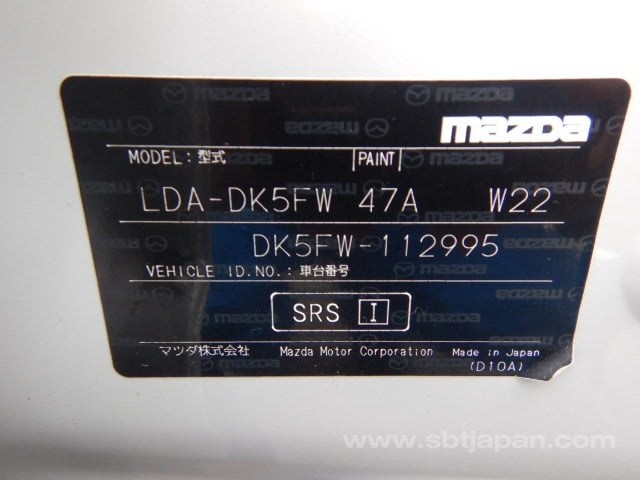 mazda
MODEL:型式 PAINT
LDA-DK5FW 47A W22
DK5FW-112995
VEHICLE ID.NO.:車台番号
SRS I
マツダ株式会社 Mazda Motor Corporation Made in Japan
(D10A)
www.sbtjapan.com